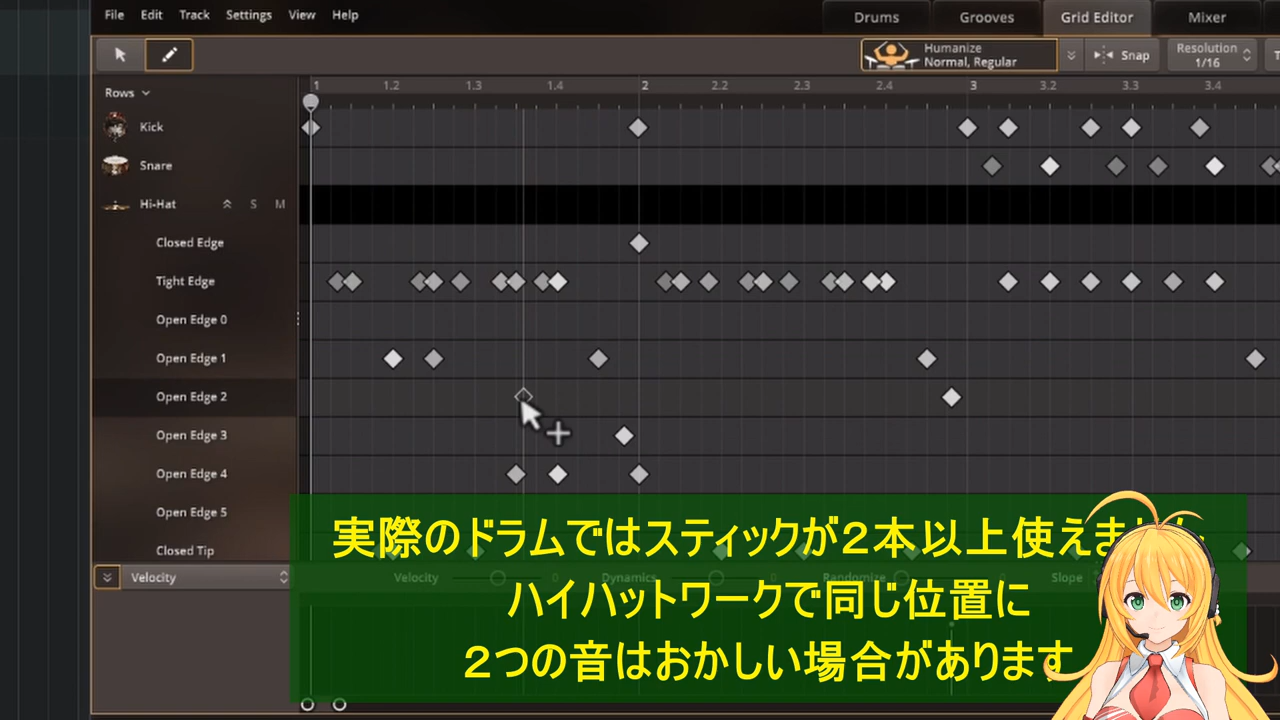 File Edit Track Settings View Help
Drums Grooves Grid Editor Mixer
Humanize
Normal, Regular
Snap
Resolution
1/16
Rows
1 1.2 1.3 1.4 2 2.2 2.3 2.4 3 3.2 3.3 3.4
Kick
Snare
Hi-Hat S M
Closed Edge
Tight Edge
Open Edge 0
Open Edge 1
Open Edge 2
Open Edge 3
Open Edge 4
Open Edge 5
Closed Tip
Velocity
Velocity 0 Dynamics 0 Randomize 0 Slope
実際のドラムではスティックが２本以上使えません
ハイハットワークで同じ位置に
２つの音はおかしい場合があります